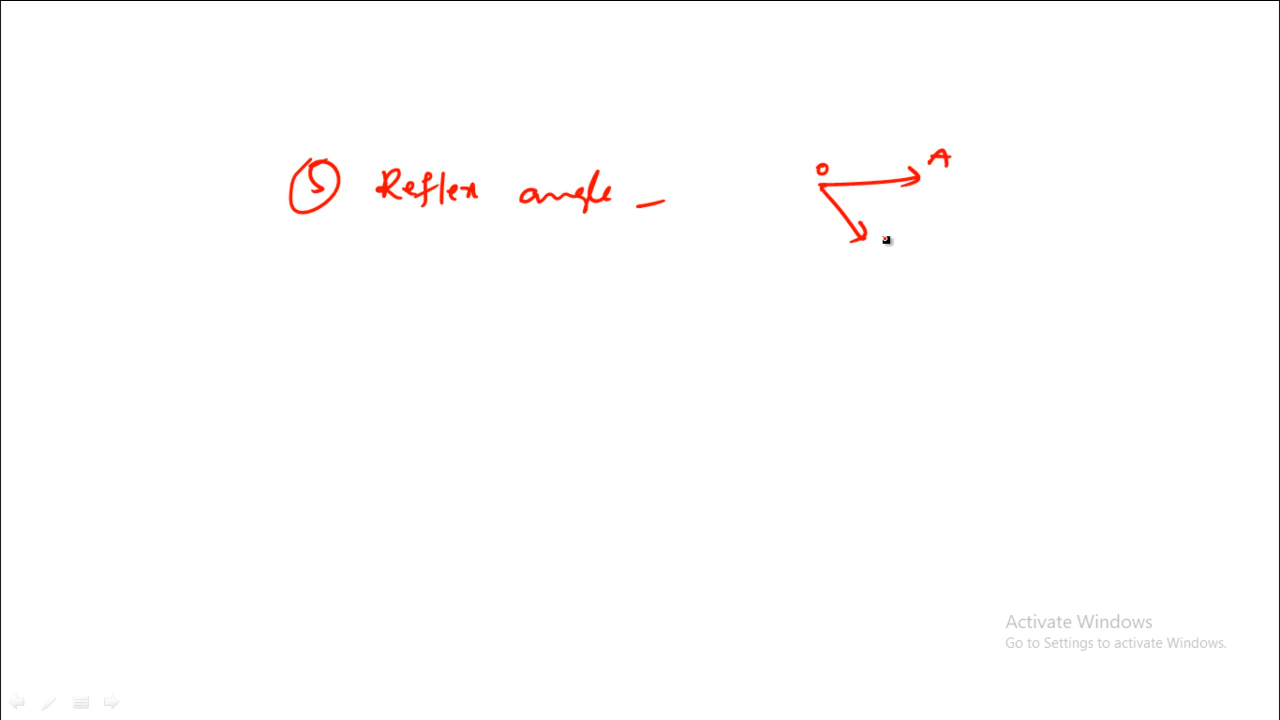 ⑤ Reflex angle –
O
A
Activate Windows
Go to Settings to activate Windows.